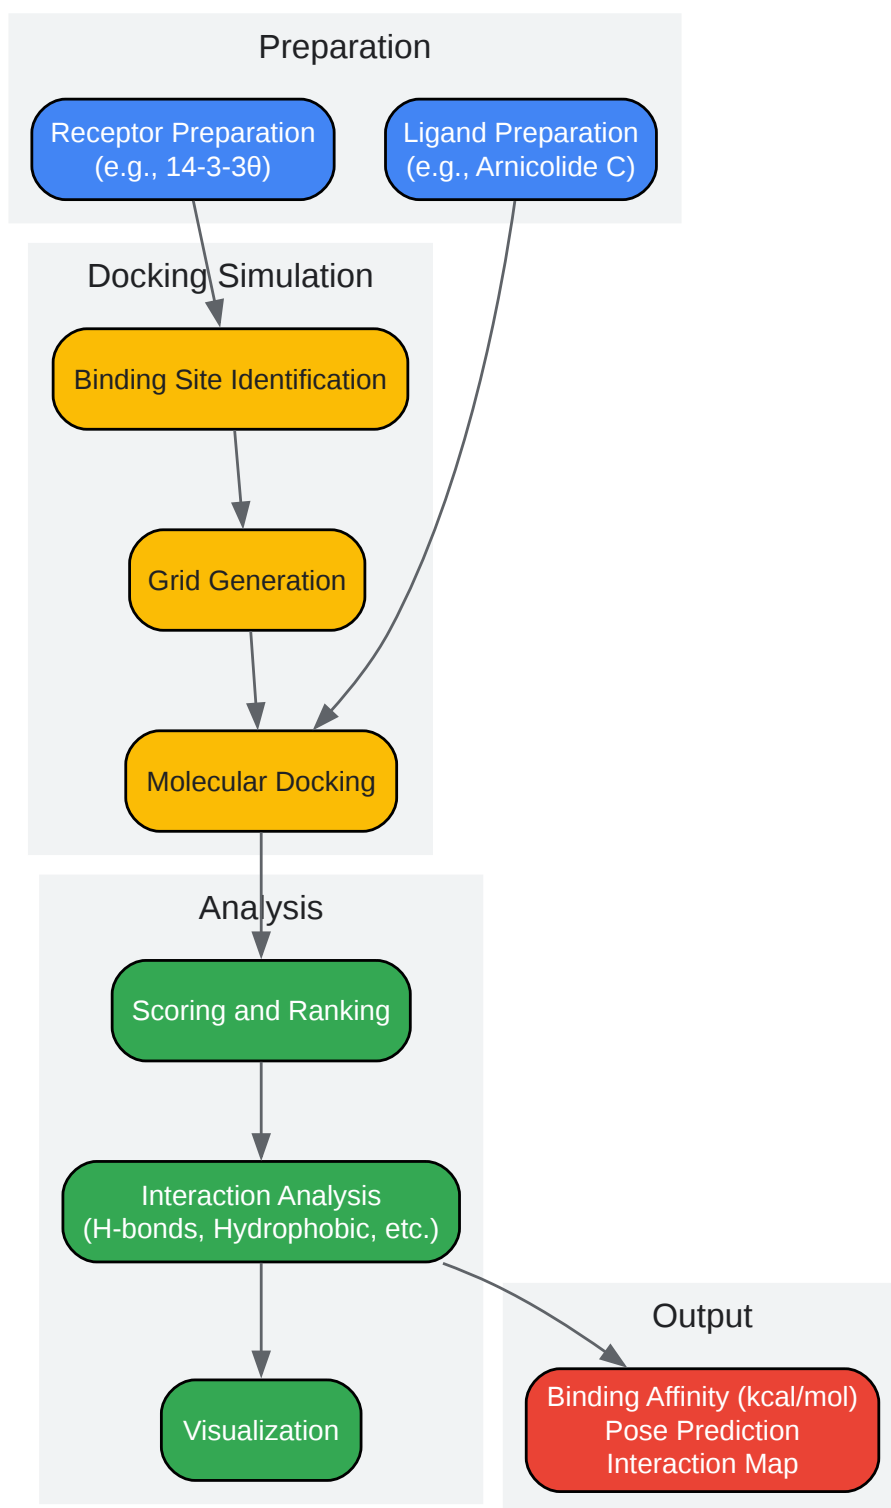 Preparation
Receptor Preparation
(e.g., 14-3-3θ)
Ligand Preparation
(e.g., Arnicolide C)
Docking Simulation
Binding Site Identification
Grid Generation
Molecular Docking
Analysis
Scoring and Ranking
Interaction Analysis
(H-bonds, Hydrophobic, etc.)
Visualization
Output
Binding Affinity (kcal/mol)
Pose Prediction
Interaction Map